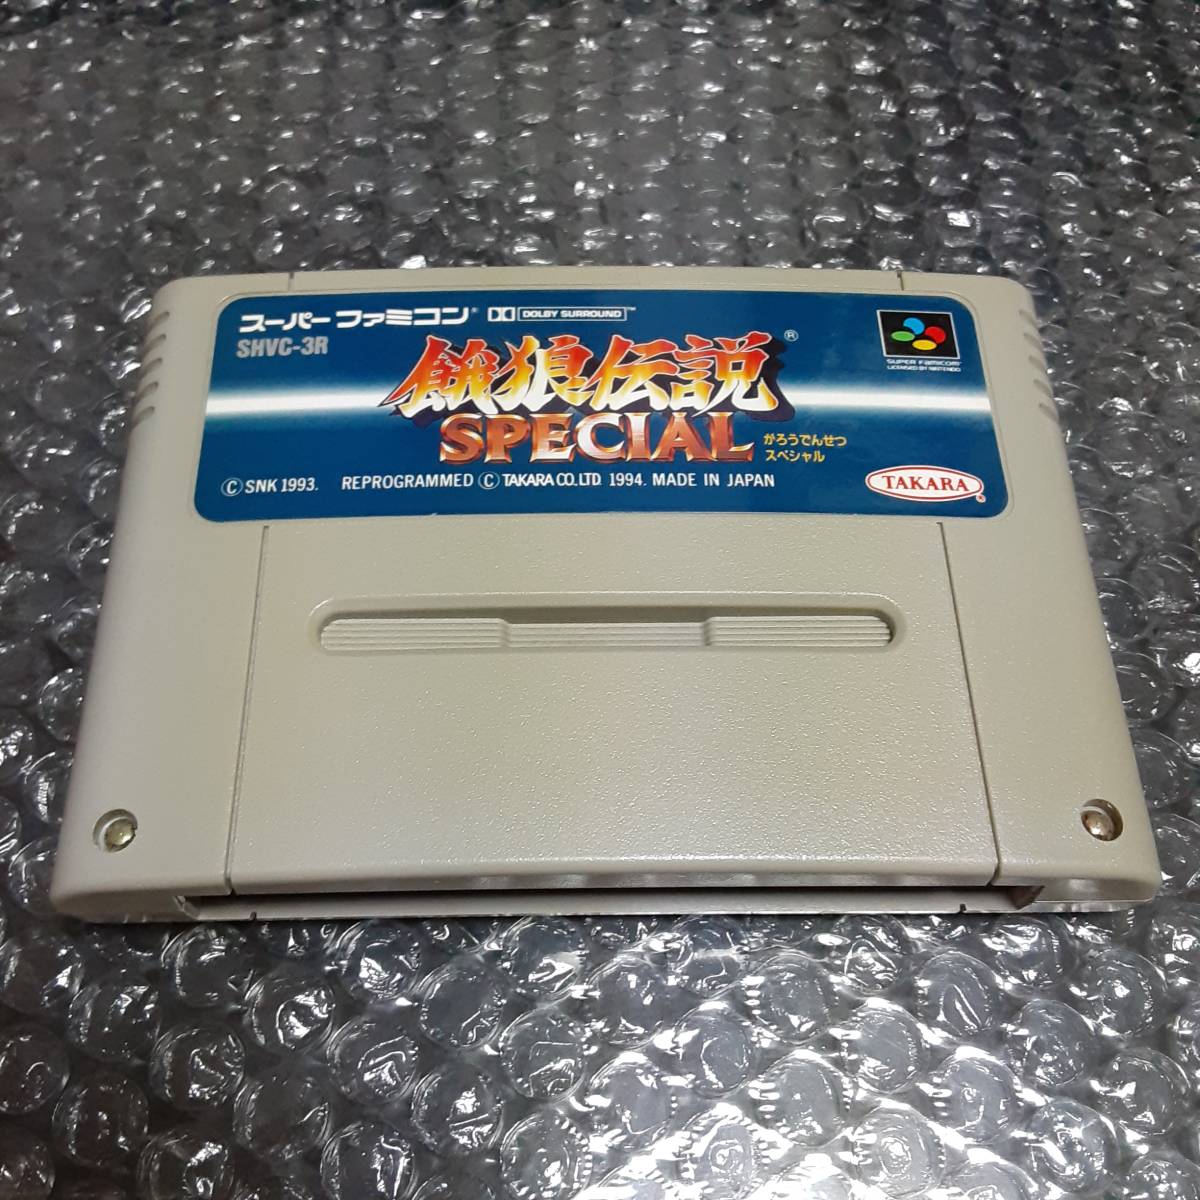 スーパーファミコン® DOLBY SURROUND™
SHVC-3R
餓狼伝説®
SPECIAL
がろうでんせつ
スペシャル
SUPER FAMICOM
LICENSED BY NINTENDO
© SNK 1993. REPROGRAMMED © TAKARA CO.LTD. 1994. MADE IN JAPAN
TAKARA®